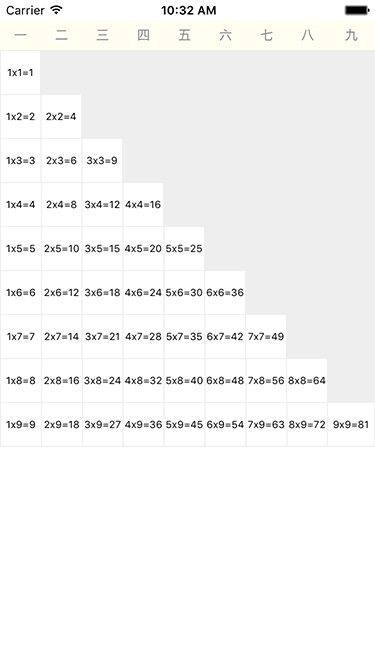 Carrier 10:32 AM
一 二 三 四 五 六 七 八 九
1x1=1
1x2=2 2x2=4
1x3=3 2x3=6 3x3=9
1x4=4 2x4=8 3x4=12 4x4=16
1x5=5 2x5=10 3x5=15 4x5=20 5x5=25
1x6=6 2x6=12 3x6=18 4x6=24 5x6=30 6x6=36
1x7=7 2x7=14 3x7=21 4x7=28 5x7=35 6x7=42 7x7=49
1x8=8 2x8=16 3x8=24 4x8=32 5x8=40 6x8=48 7x8=56 8x8=64
1x9=9 2x9=18 3x9=27 4x9=36 5x9=45 6x9=54 7x9=63 8x9=72 9x9=81